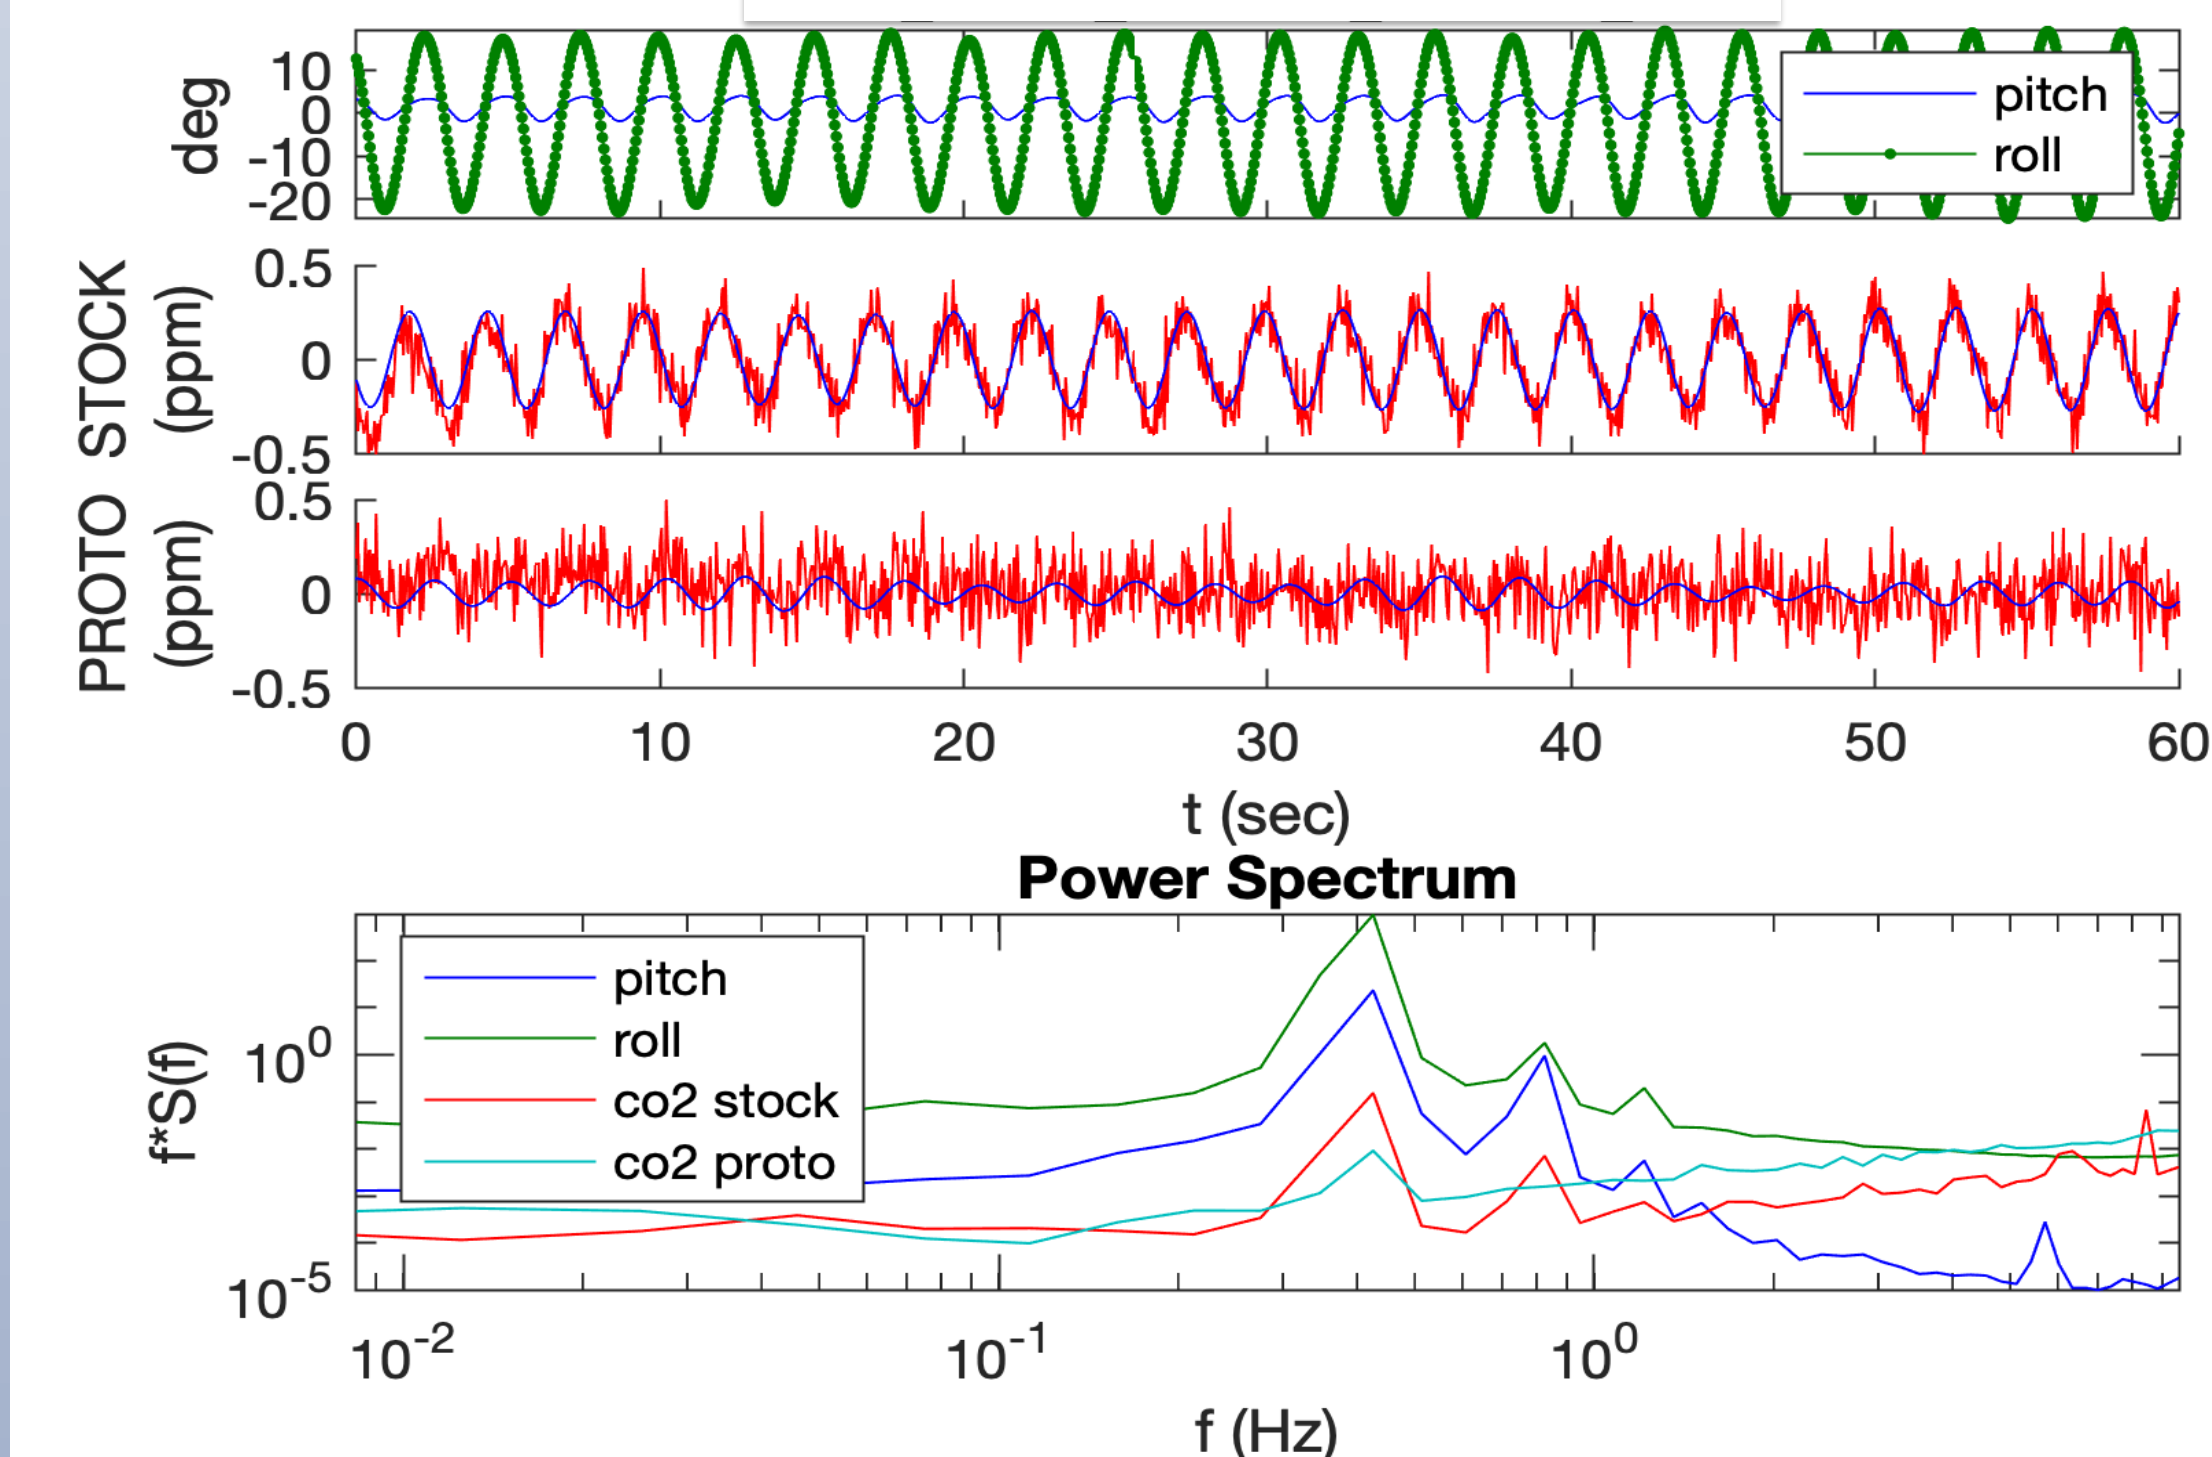 deg
10
0
-10
-20
pitch
roll
STOCK
(ppm)
0.5
0
-0.5
PROTO
(ppm)
0.5
0
-0.5
0 10 20 30 40 50 60
t (sec)
Power Spectrum
f*S(f)
10^0
10^-5
pitch
roll
co2 stock
co2 proto
10^-2 10^-1 10^0
f (Hz)